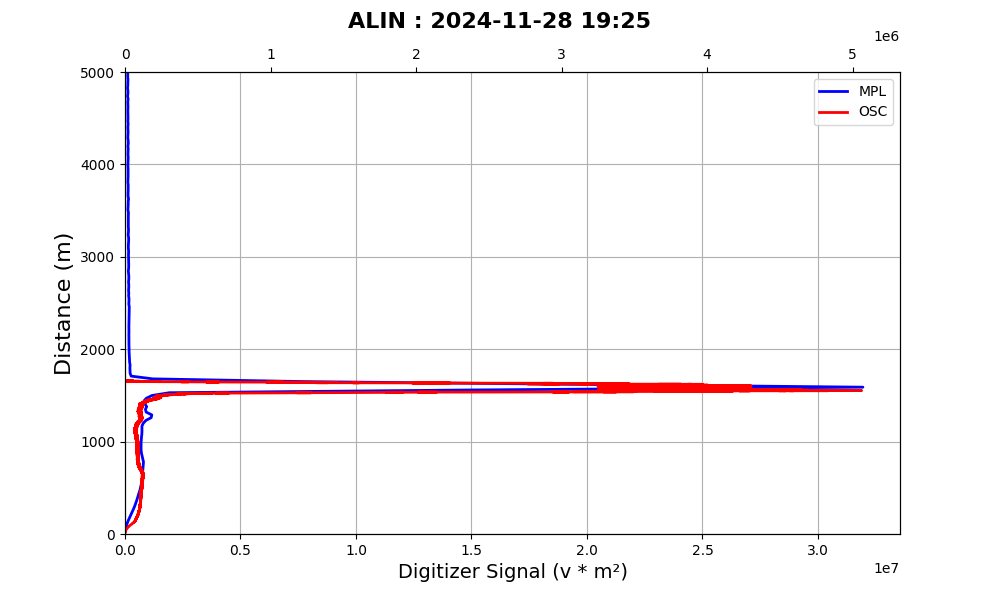 ALIN : 2024-11-28 19:25
1e6
0 1 2 3 4 5
MPL
OSC
5000
4000
3000
2000
1000
0
Distance (m)
0.0 0.5 1.0 1.5 2.0 2.5 3.0
Digitizer Signal (v * m²)
1e7